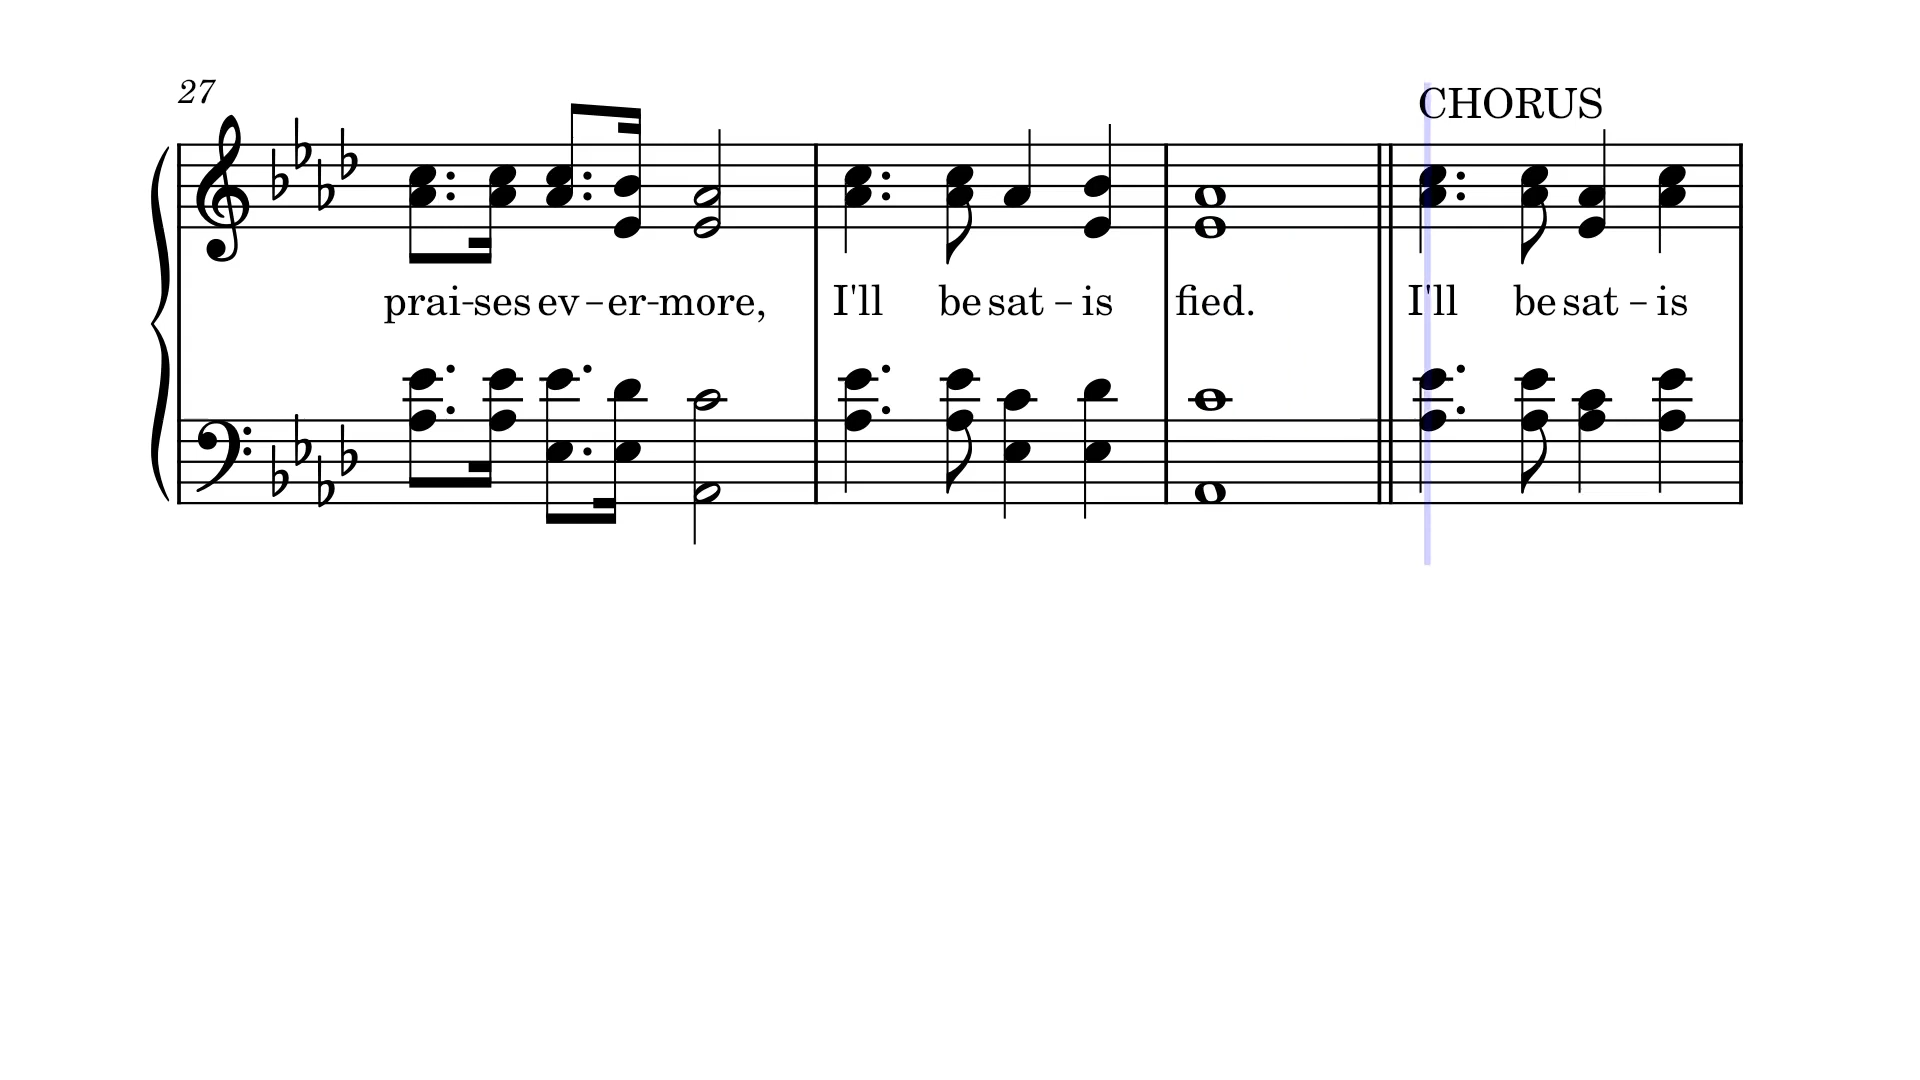 27
CHORUS
prai-ses ev-er-more, I'll be sat - is fied. I'll be sat - is